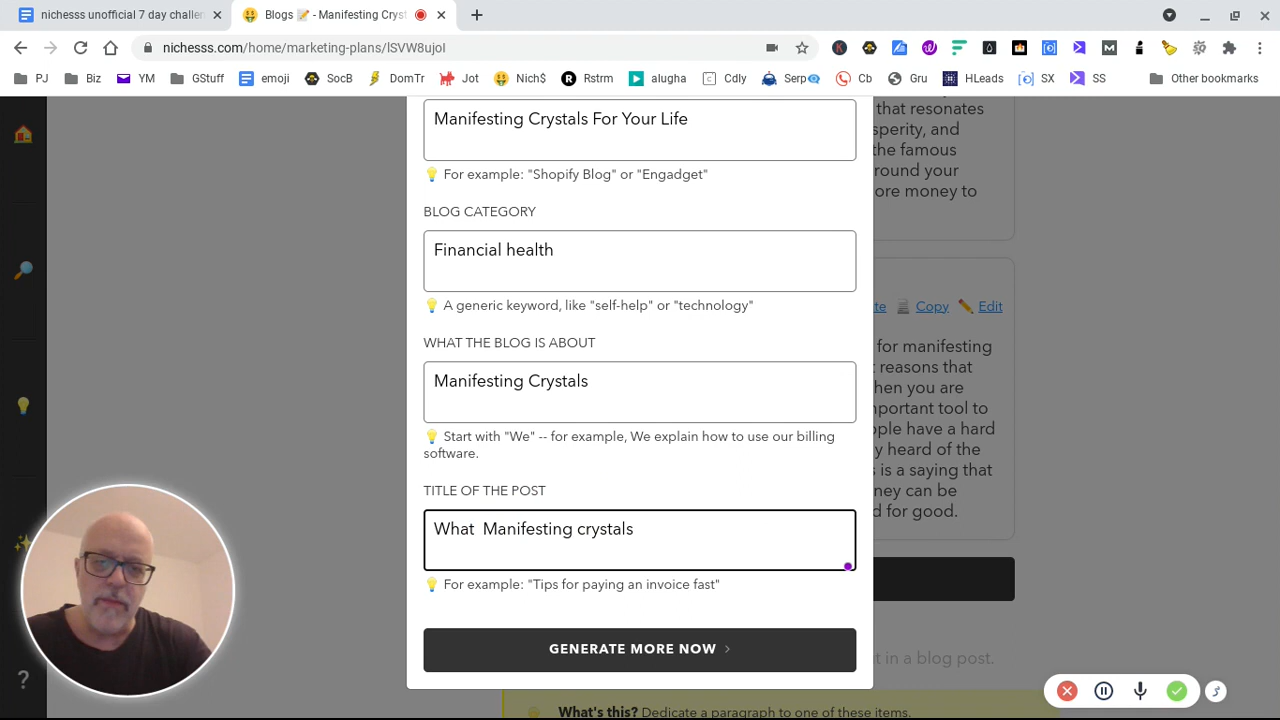 nichesss unofficial 7 day challen
Blogs 📝 - Manifesting Cryst
nichesss.com/home/marketing-plans/lSVW8ujoI
PJ Biz YM GStuff emoji SocB DomTr Jot Nich$ Rstrm alugha Cdly Serp Cb Gru HLeads SX SS Other bookmarks
Manifesting Crystals For Your Life
that resonates
sperity, and
💡 For example: "Shopify Blog" or "Engadget"
the famous
round your
ore money to
BLOG CATEGORY
Financial health
💡 A generic keyword, like "self-help" or "technology"
te Copy Edit
WHAT THE BLOG IS ABOUT
for manifesting
reasons that
Manifesting Crystals
hen you are
mportant tool to
💡 Start with "We" -- for example, We explain how to use our billing
software.
ple have a hard
y heard of the
s is a saying that
TITLE OF THE POST
ney can be
d for good.
What  Manifesting crystals
💡 For example: "Tips for paying an invoice fast"
GENERATE MORE NOW >
t in a blog post.
What's this? Dedicate a paragraph to one of these items.